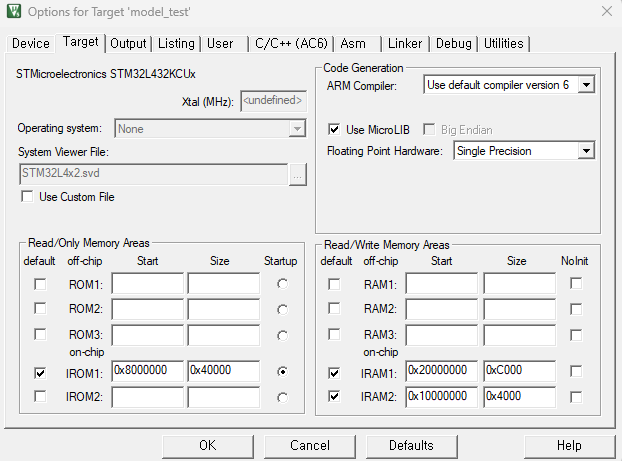 Options for Target 'model_test'
Device Target Output Listing User C/C++ (AC6) Asm Linker Debug Utilities
STMicroelectronics STM32L432KCUx
Xtal (MHz): <undefined>
Operating system: None
System Viewer File:
STM32L4x2.svd ...
Use Custom File
Code Generation
ARM Compiler: Use default compiler version 6
Use MicroLIB Big Endian
Floating Point Hardware: Single Precision
Read/Only Memory Areas
default off-chip Start Size Startup
ROM1:
ROM2:
ROM3:
on-chip
IROM1: 0x8000000 0x40000
IROM2:
Read/Write Memory Areas
default off-chip Start Size NoInit
RAM1:
RAM2:
RAM3:
on-chip
IRAM1: 0x20000000 0xC000
IRAM2: 0x10000000 0x4000
OK Cancel Defaults Help